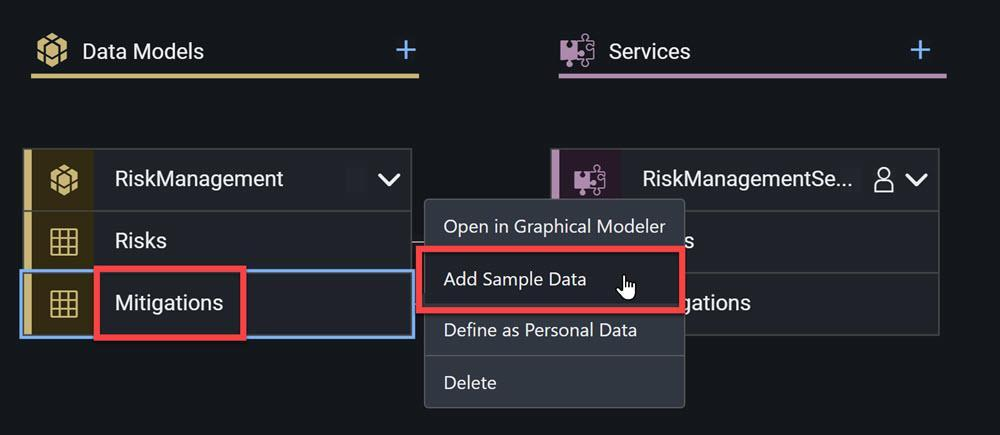 Data Models +
Services +
RiskManagement
RiskManagementSe...
Risks
Mitigations
Open in Graphical Modeler
Add Sample Data
Define as Personal Data
Delete
s
gations